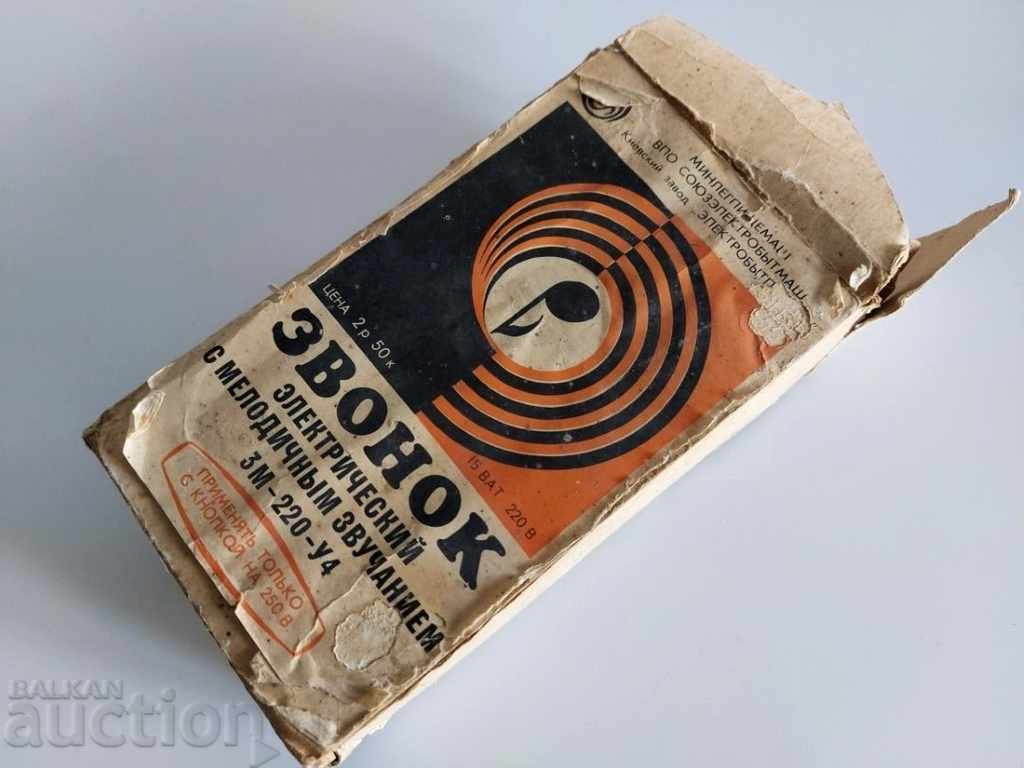 ВПО СОЮЗЭЛЕКТРОБЫТМАШ
Киевский завод „ЭЛЕКТРОБЫТ
ЦЕНА 2 р 50 к
15 ВАТ 220 В
ЗВОНОК
ЭЛЕКТРИЧЕСКИЙ
С МЕЛОДИЧНЫМ ЗВУЧАНИЕМ
ЗМ-220-У4
ПРИМЕНЯТЬ ТОЛЬКО
С КНОПКОЙ НА 250 В
BALKAN
auction